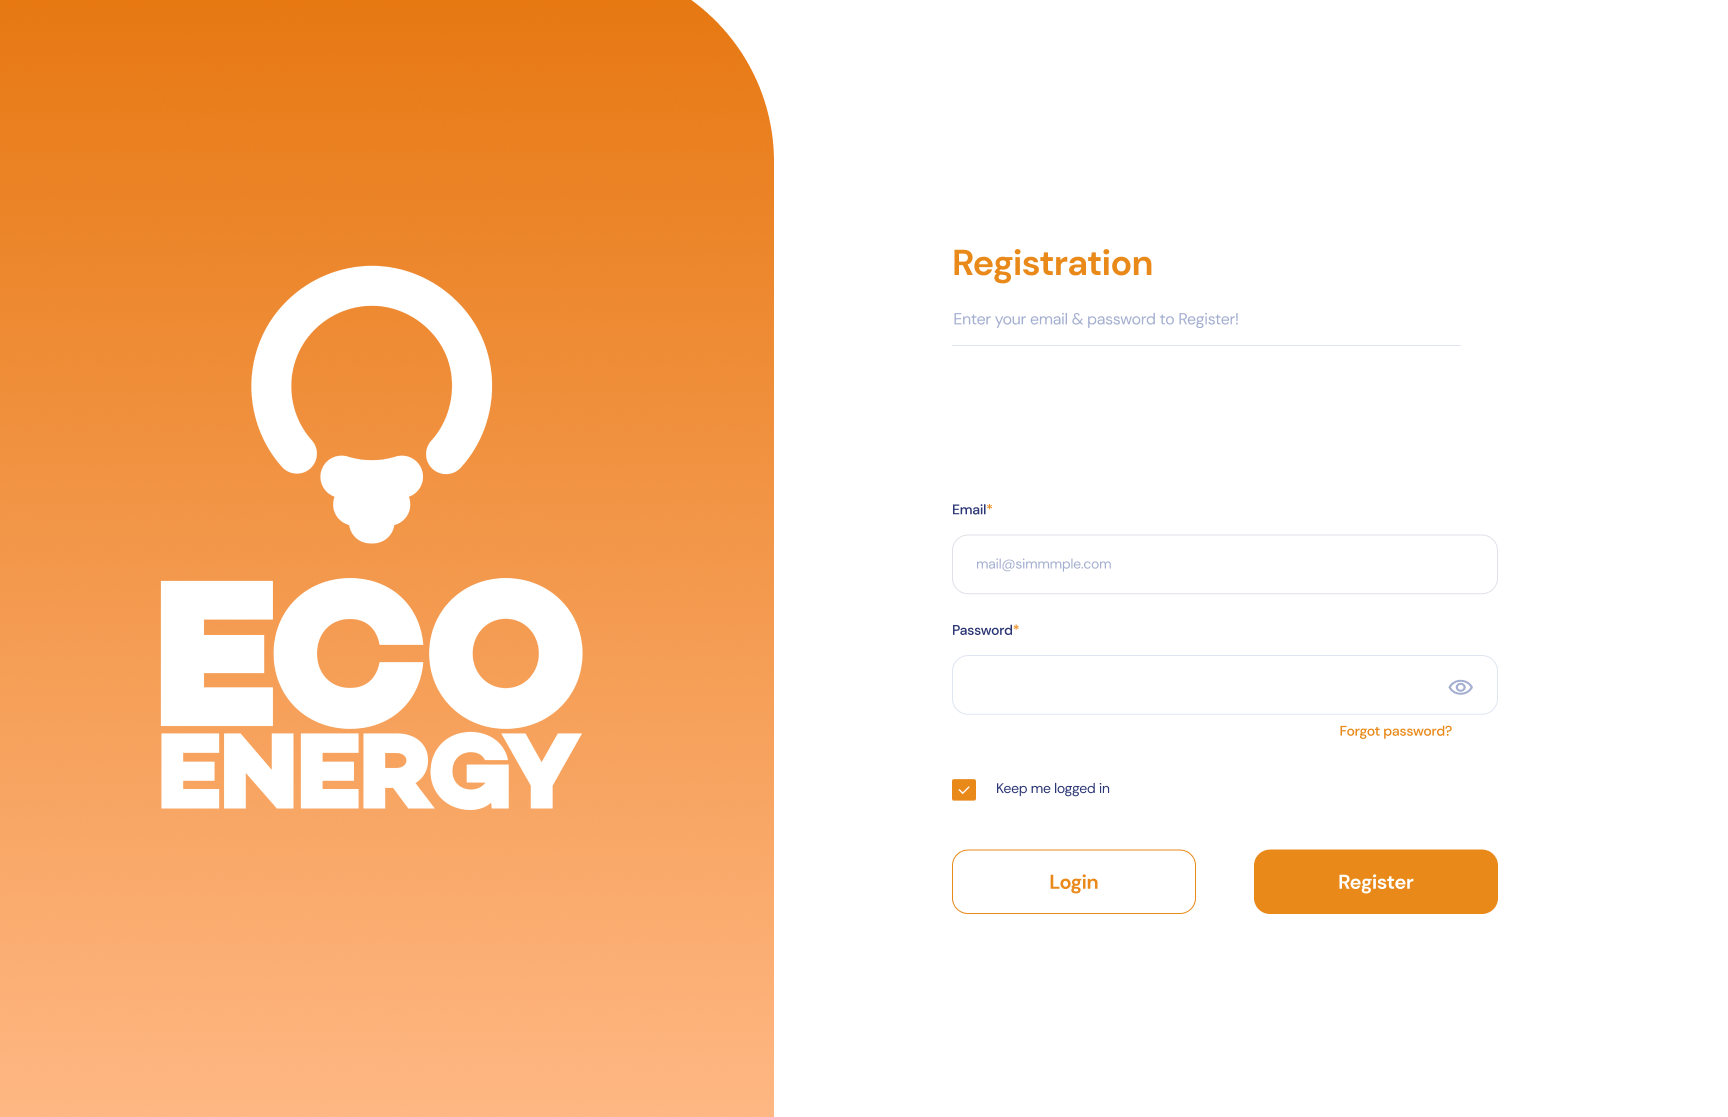 ECO
ENERGY
Registration
Enter your email & password to Register!
Email*
mail@simmmple.com
Password*
Forgot password?
Keep me logged in
Login
Register